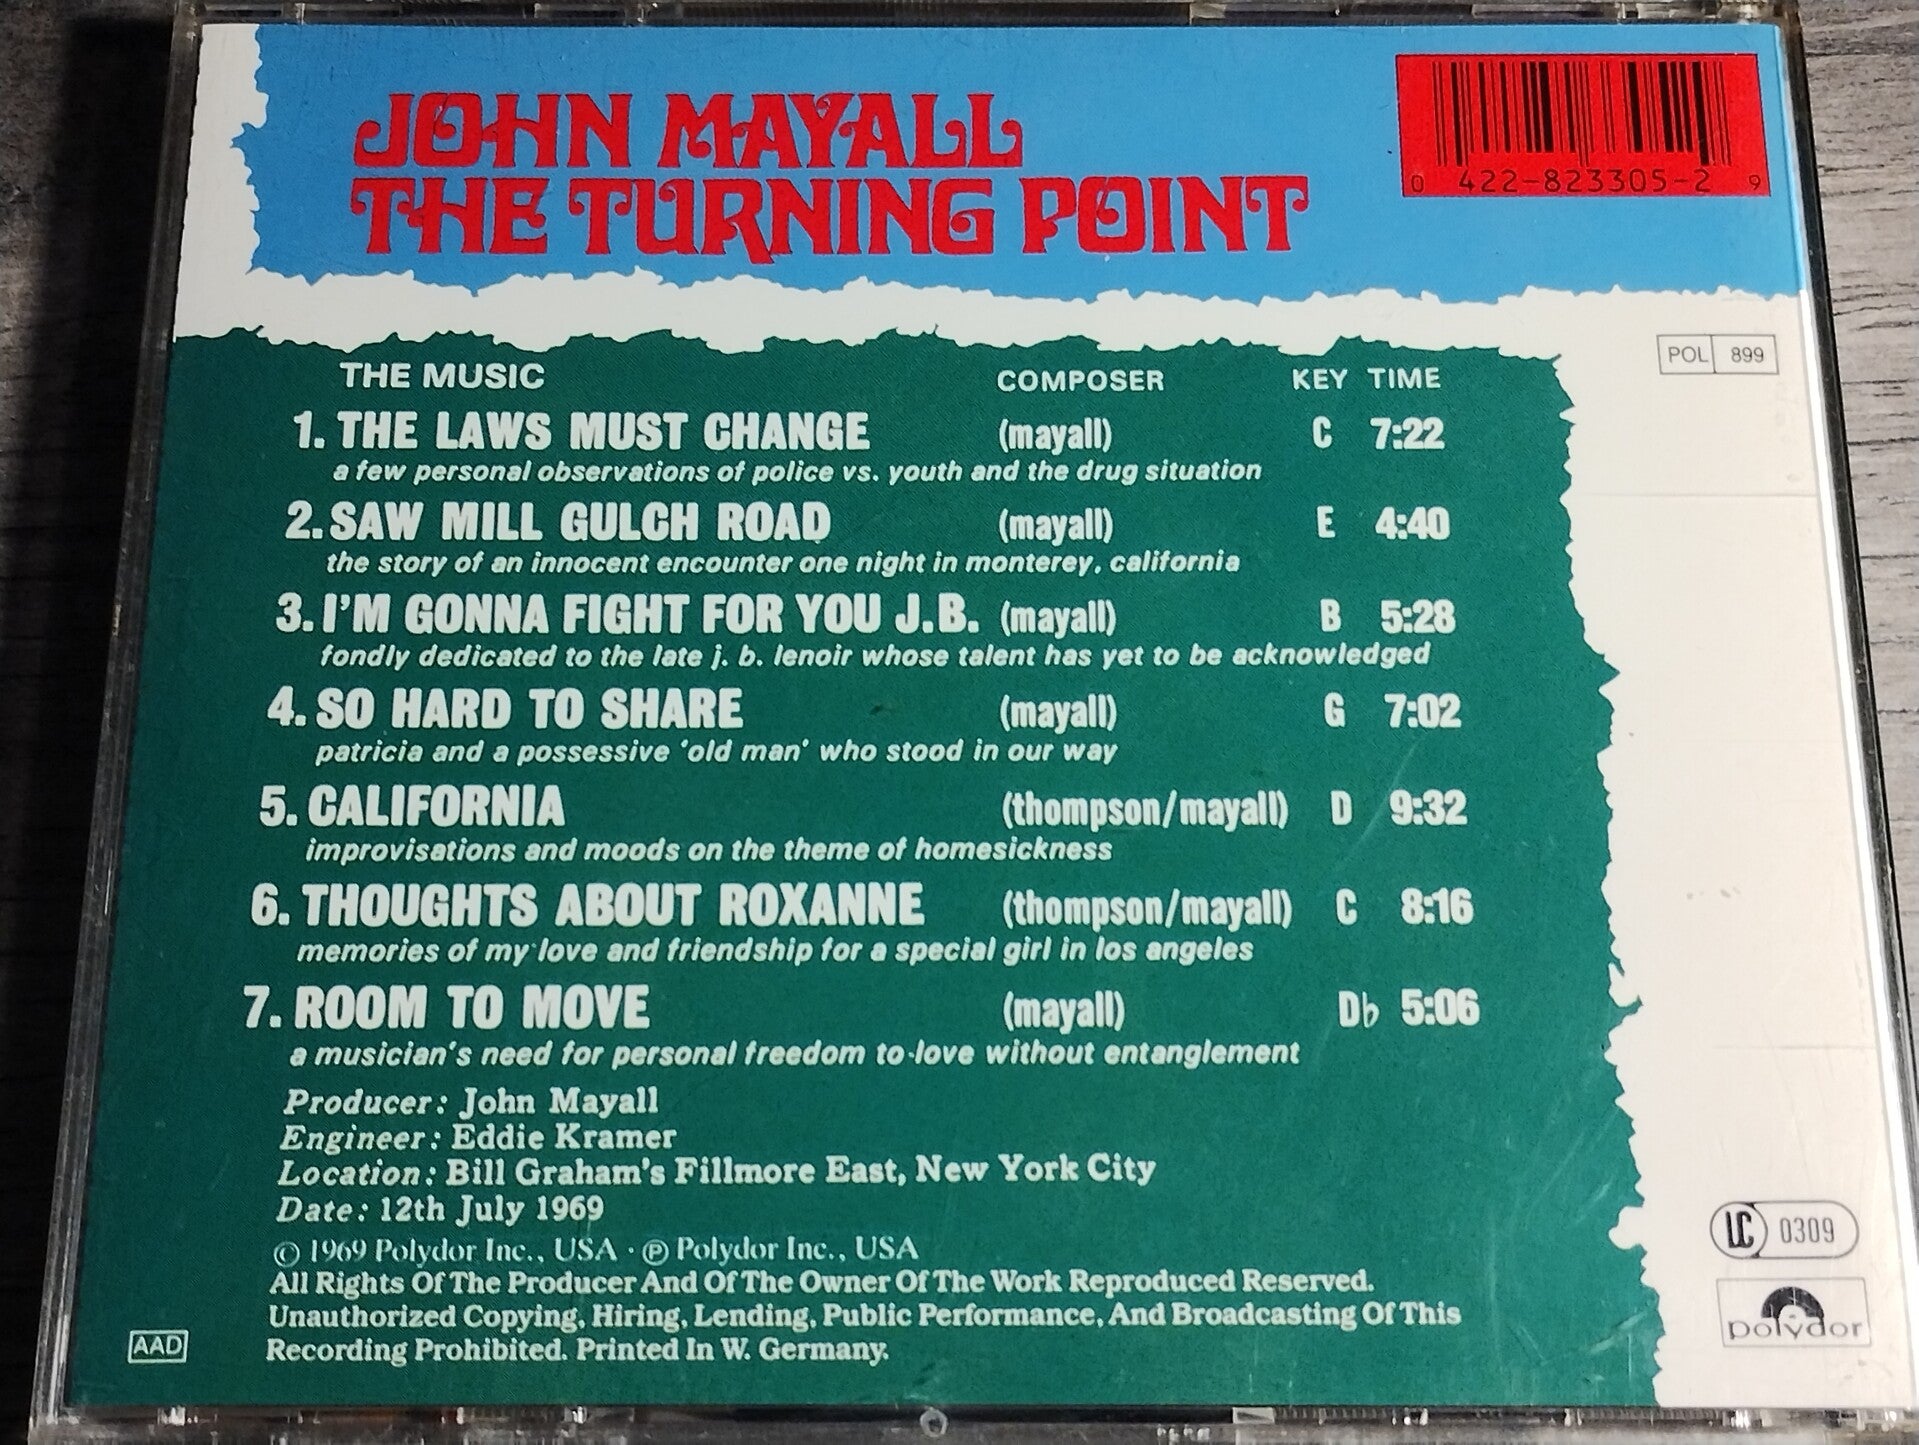 JOHN MAYALL
THE TURNING POINT
0 422-823305-2 9
POL 899
THE MUSIC COMPOSER KEY TIME
1. THE LAWS MUST CHANGE (mayall) C 7:22
a few personal observations of police vs. youth and the drug situation
2. SAW MILL GULCH ROAD (mayall) E 4:40
the story of an innocent encounter one night in monterey, california
3. I'M GONNA FIGHT FOR YOU J.B. (mayall) B 5:28
fondly dedicated to the late j. b. lenoir whose talent has yet to be acknowledged
4. SO HARD TO SHARE (mayall) G 7:02
patricia and a possessive 'old man' who stood in our way
5. CALIFORNIA (thompson/mayall) D 9:32
improvisations and moods on the theme of homesickness
6. THOUGHTS ABOUT ROXANNE (thompson/mayall) C 8:16
memories of my love and friendship for a special girl in los angeles
7. ROOM TO MOVE (mayall) D♭ 5:06
a musician's need for personal freedom to love without entanglement
Producer: John Mayall
Engineer: Eddie Kramer
Location: Bill Graham's Fillmore East, New York City
Date: 12th July 1969
© 1969 Polydor Inc., USA · ℗ Polydor Inc., USA
All Rights Of The Producer And Of The Owner Of The Work Reproduced Reserved.
Unauthorized Copying, Hiring, Lending, Public Performance, And Broadcasting Of This
Recording Prohibited. Printed In W. Germany.
AAD
LC 0309
polydor